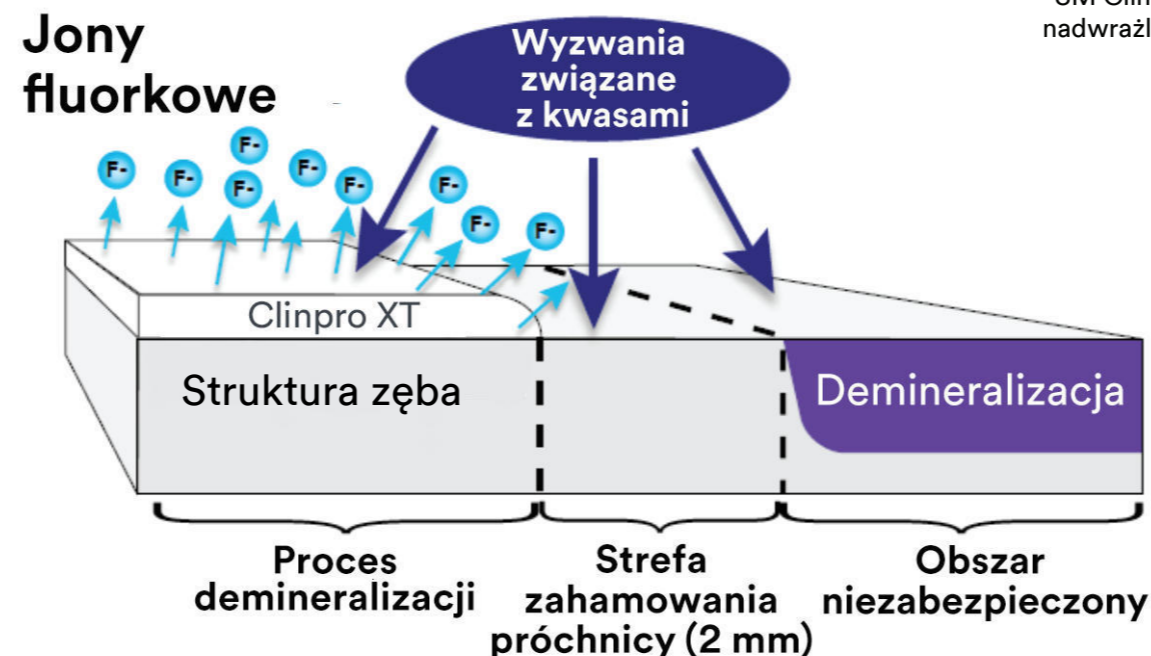 Jony
fluorkowe
nadwrażl
Wyzwania
związane
z kwasami
F-
F-
F-
F-
F-
F-
F-
F-
F-
Clinpro XT
Struktura zęba
Demineralizacja
Proces
demineralizacji
Strefa
zahamowania
próchnicy (2 mm)
Obszar
niezabezpieczony